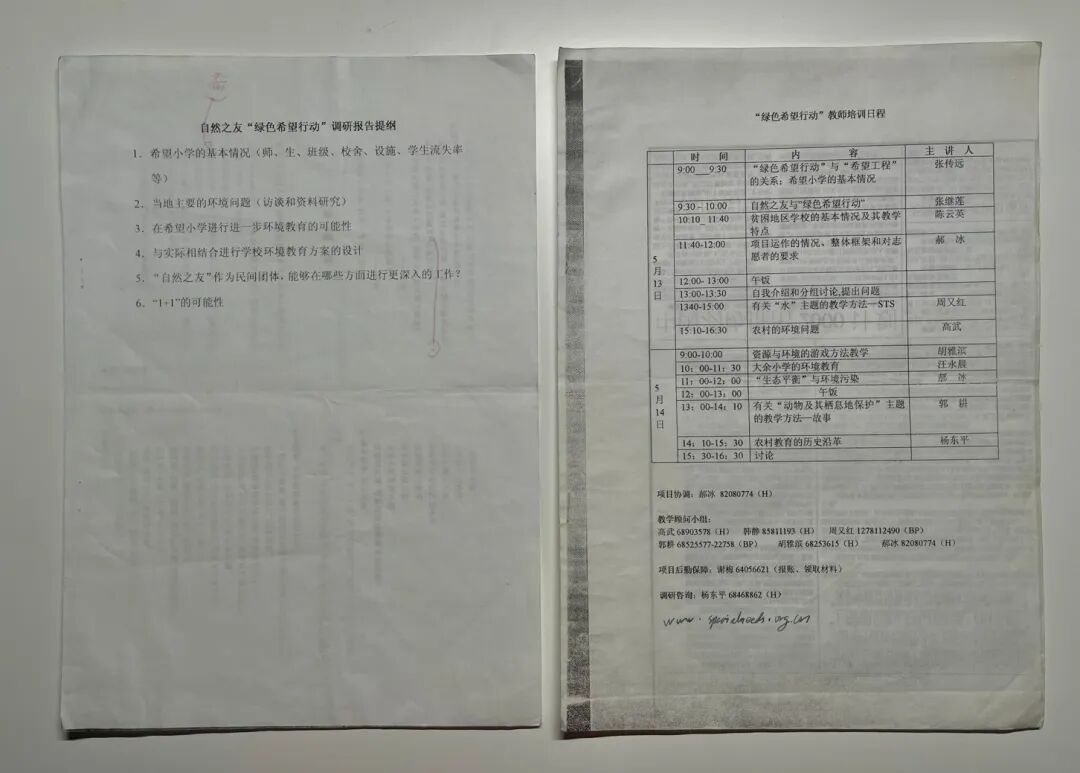 自然之友“绿色希望行动”调研报告提纲
1. 希望小学的基本情况（师、生、班级、校舍、设施、学生流失率
等）
2. 当地主要的环境问题（访谈和资料研究）
3. 在希望小学进行进一步环境教育的可能性
4. 与实际相结合进行学校环境教育方案的设计
5. “自然之友”作为民间团体，能够在哪些方面进行更深入的工作？
6. “1+1”的可能性
“绿色希望行动”教师培训日程
时 间 内 容 主 讲 人
5月13日
9:00__9:30 “绿色希望行动”与“希望工程” 张传远
的关系；希望小学的基本情况
9:30 - 10:00 自然之友与“绿色希望行动” 张继莲
10:10_ 11:40 贫困地区学校的基本情况及其教学 陈云英
特点
11:40-12:00 项目运作的情况、整体框架和对志 郝 冰
愿者的要求
12:00- 13:00 午饭
13:00-13:30 自我介绍和分组讨论,提出问题
1340-15:00 有关“水”主题的教学方法—STS 周又红
15:10-16:30 农村的环境问题 高武
5月14日
9:00-10:00 资源与环境的游戏方法教学 胡雅滨
10：00-11：30 大余小学的环境教育 汪永晨
11：00-12：00 “生态平衡”与环境污染 郝 冰
12：00-13：00 午饭
13：00-14：10 有关“动物及其栖息地保护”主题 郭 耕
的教学方法—故事
14：10-15：30 农村教育的历史沿革 杨东平
15：30-16：30 讨论
项目协调：郝冰 82080774（H）
教学顾问小组：
高武 68903578（H） 韩静 85811193（H） 周又红 1278112490（BP）
郭耕 68525577-22758（BP） 胡雅滨 68253615（H） 郝冰 82080774（H）
项目后勤保障：谢梅 64056621（报账、领取材料）
调研咨询：杨东平 68468862（H）